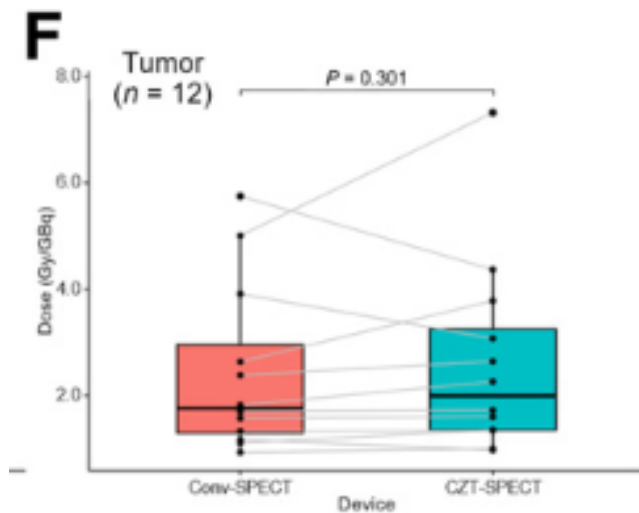 F
Tumor
(n = 12)
P = 0.301
8.0
6.0
4.0
2.0
Dose (Gy/GBq)
Conv-SPECT
CZT-SPECT
Device